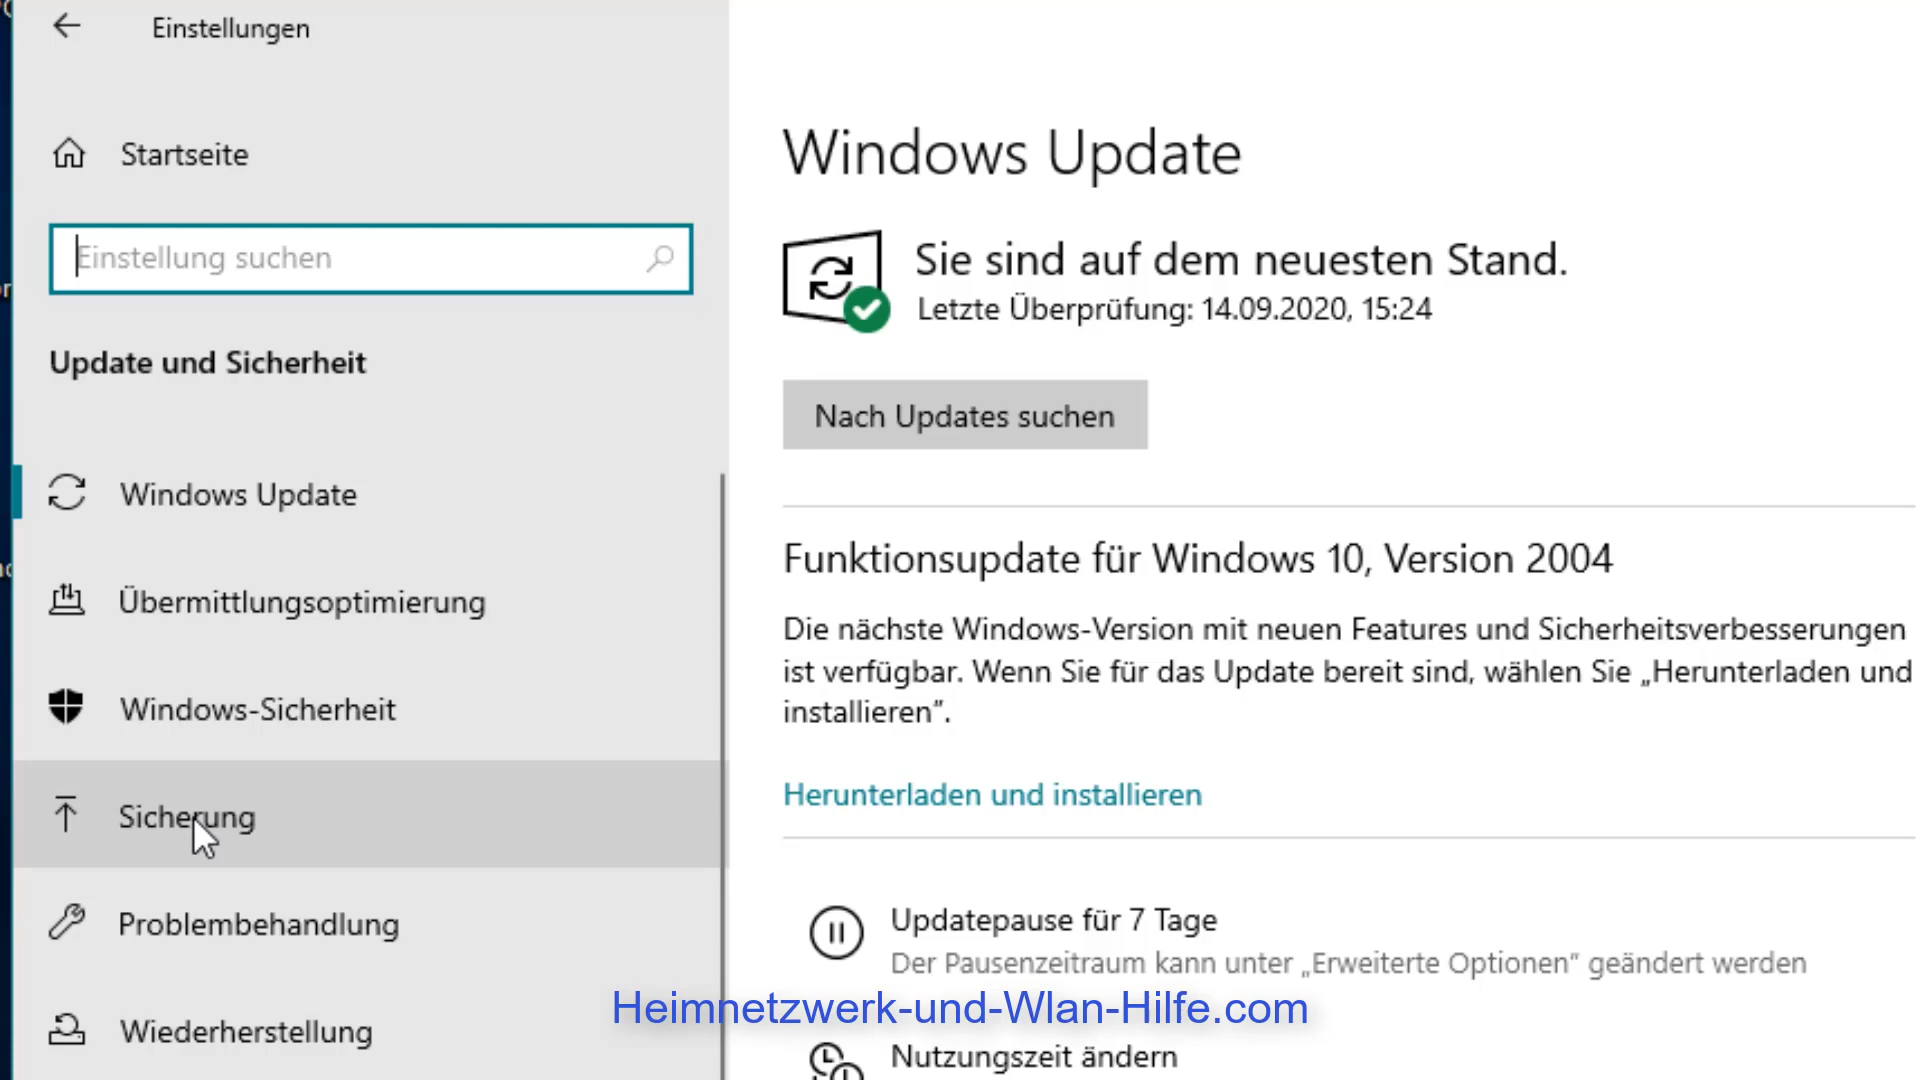 Einstellungen
Startseite
Einstellung suchen
Update und Sicherheit
Windows Update
Übermittlungsoptimierung
Windows-Sicherheit
Sicherung
Problembehandlung
Wiederherstellung
Windows Update
Sie sind auf dem neuesten Stand.
Letzte Überprüfung: 14.09.2020, 15:24
Nach Updates suchen
Funktionsupdate für Windows 10, Version 2004
Die nächste Windows-Version mit neuen Features und Sicherheitsverbesserungen
ist verfügbar. Wenn Sie für das Update bereit sind, wählen Sie „Herunterladen und
installieren”.
Herunterladen und installieren
Updatepause für 7 Tage
Der Pausenzeitraum kann unter „Erweiterte Optionen” geändert werden
Heimnetzwerk-und-Wlan-Hilfe.com
Nutzungszeit ändern